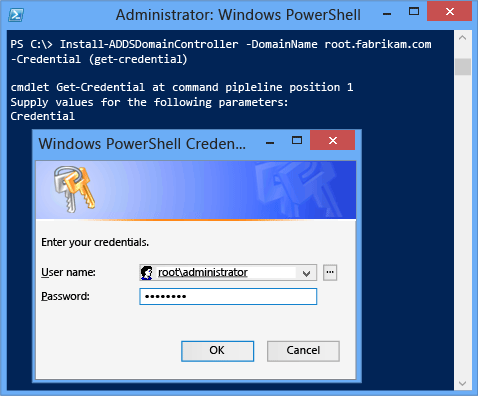 Administrator: Windows PowerShell
PS C:\> Install-ADDSDomainController -DomainName root.fabrikam.com
-Credential (get-credential)
cmdlet Get-Credential at command pipleline position 1
Supply values for the following parameters:
Credential
Windows PowerShell Creden...
Enter your credentials.
User name: root\administrator ...
Password: ••••••••
OK Cancel